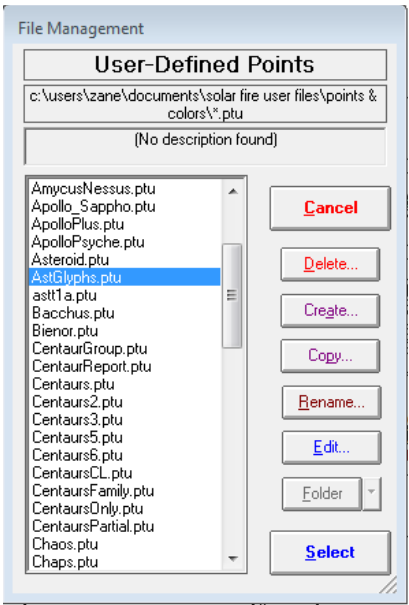 File Management
User-Defined Points
c:\users\zane\documents\solar fire user files\points &
colors\*.ptu
(No description found)
AmycusNessus.ptu
Apollo_Sappho.ptu
ApolloPlus.ptu
ApolloPsyche.ptu
Asteroid.ptu
AstGlyphs.ptu
astt1a.ptu
Bacchus.ptu
Bienor.ptu
CentaurGroup.ptu
CentaurReport.ptu
Centaurs.ptu
Centaurs2.ptu
Centaurs3.ptu
Centaurs5.ptu
Centaurs6.ptu
CentaursCL.ptu
CentaursFamily.ptu
CentaursOnly.ptu
CentaursPartial.ptu
Chaos.ptu
Chaps.ptu
Cancel
Delete...
Create...
Copy...
Rename...
Edit...
Folder
Select